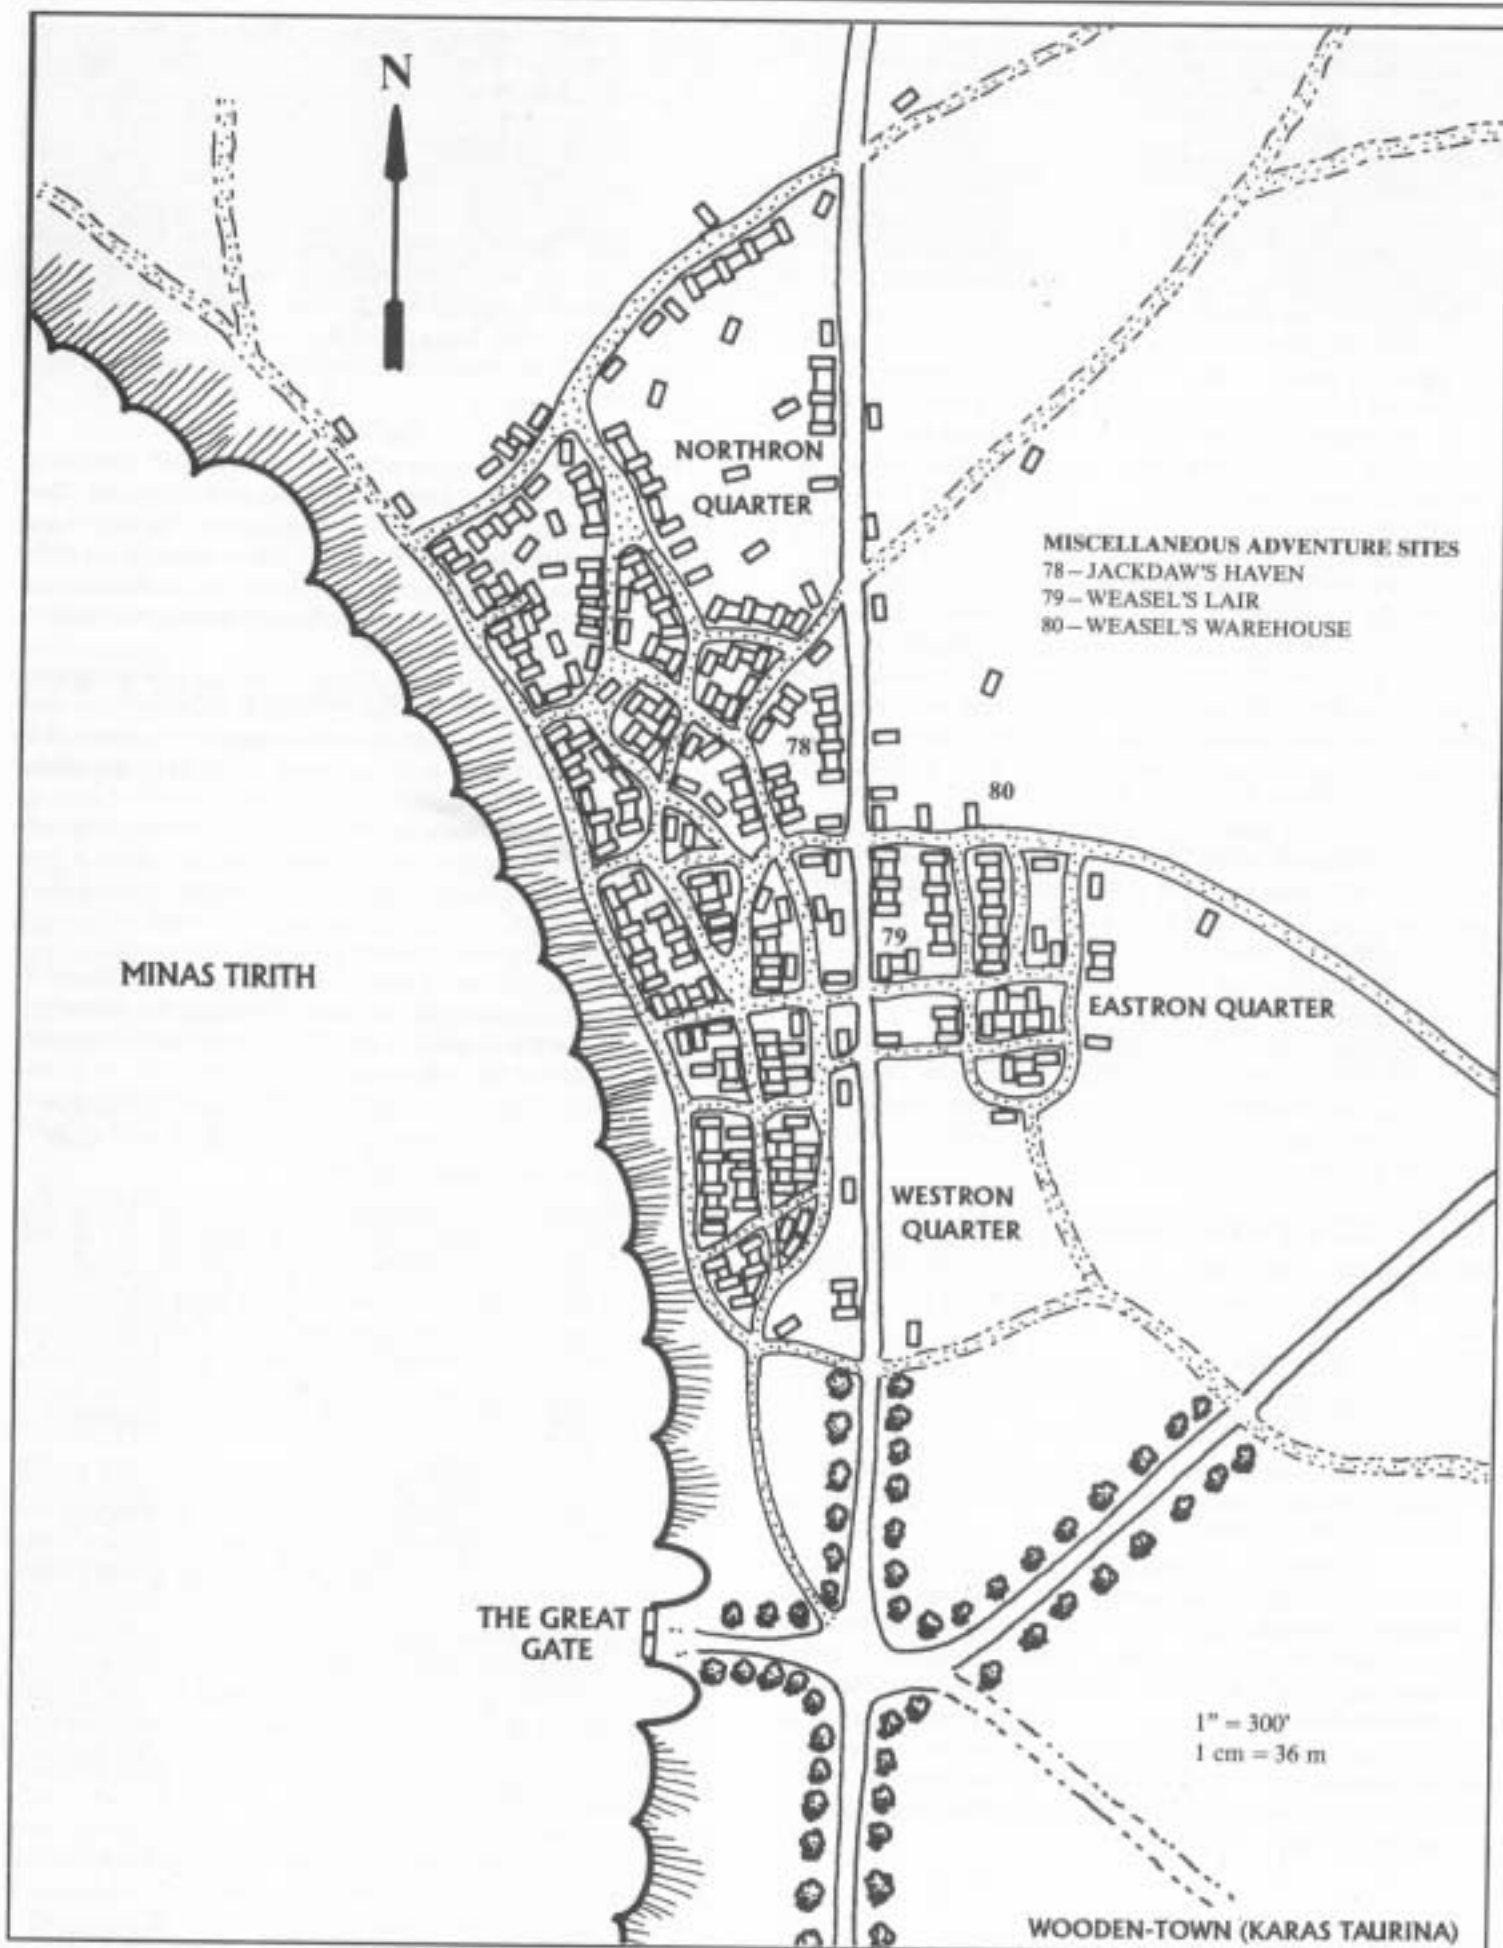 N
NORTHRON
QUARTER
MISCELLANEOUS ADVENTURE SITES
78 – JACKDAW'S HAVEN
79 – WEASEL'S LAIR
80 – WEASEL'S WAREHOUSE
78
80
79
MINAS TIRITH
EASTRON QUARTER
WESTRON
QUARTER
THE GREAT
GATE
1" = 300'
1 cm = 36 m
WOODEN-TOWN (KARAS TAURINA)